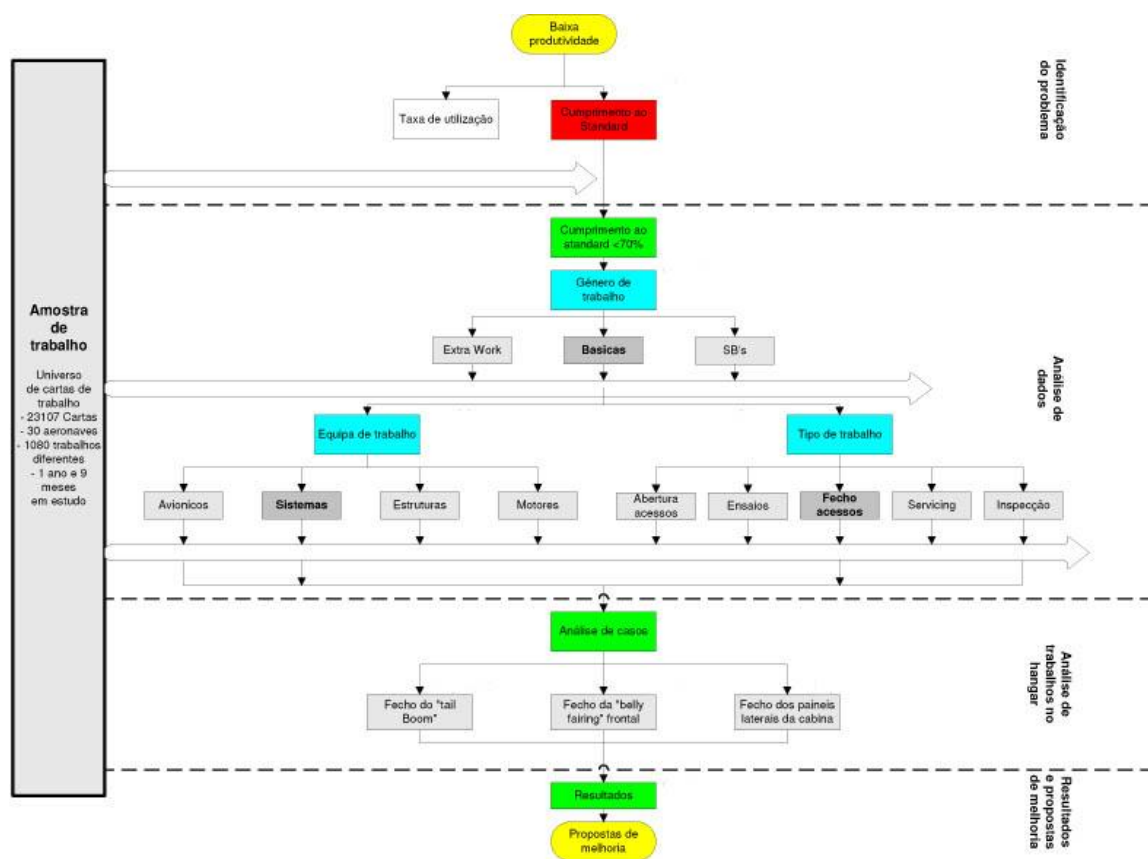 Baixa
produtividade
Identificação
do problema
Taxa de utilização
Cumprimento ao
Standard
Cumprimento ao
standard <70%
Género de
trabalho
Extra Work
Basicas
SB's
Amostra
de
trabalho
Universo
de cartas de
trabalho
- 23107 Cartas
- 30 aeronaves
- 1080 trabalhos
diferentes
- 1 ano e 9
meses
em estudo
Análise de
dados
Equipa de trabalho
Tipo de trabalho
Avionicos
Sistemas
Estruturas
Motores
Abertura
acessos
Ensaios
Fecho
acessos
Servicing
Inspecção
Análise de casos
Análise de
trabalhos no
hangar
Fecho do "tail
Boom"
Fecho da "belly
fairing" frontal
Fecho dos paineis
laterais da cabina
Resultados
Propostas de
melhoria
Resultados
e propostas
de melhoria